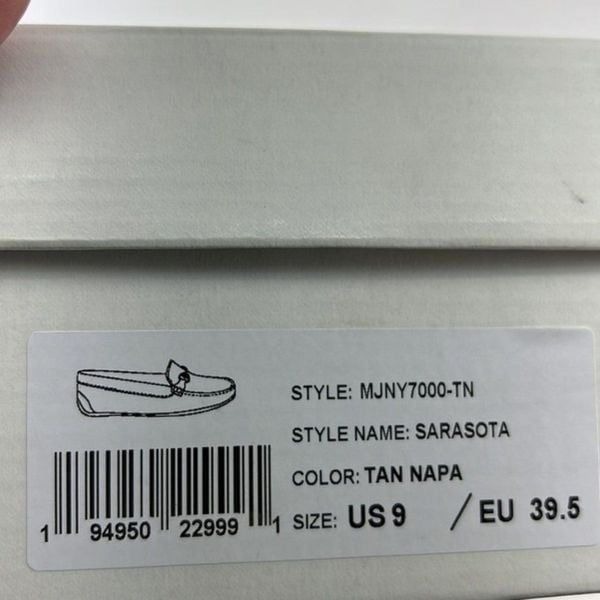 STYLE: MJNY7000-TN
STYLE NAME: SARASOTA
COLOR: TAN NAPA
SIZE: US 9 / EU 39.5
1 94950 22999 1